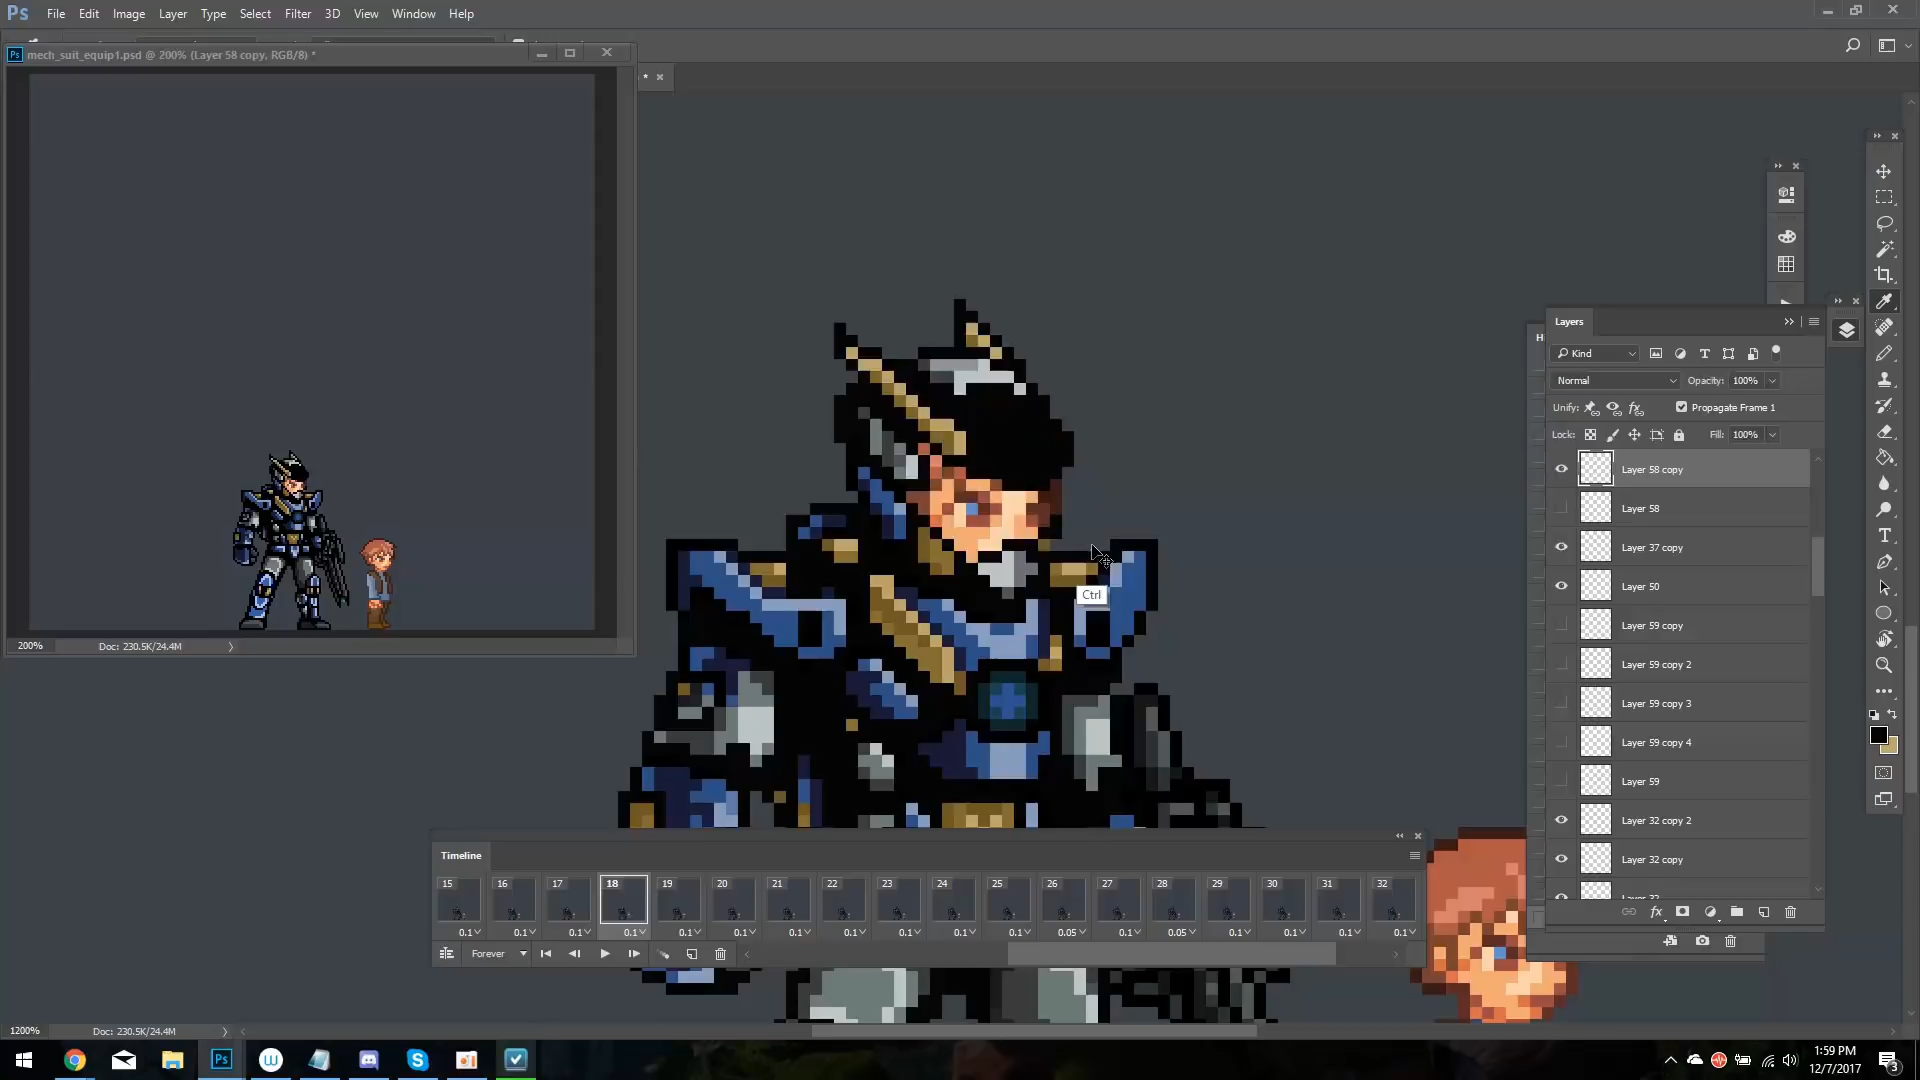 Ps File Edit Image Layer Type Select Filter 3D View Window Help
Ps mech_suit_equip1.psd @ 200% (Layer 58 copy, RGB/8) *
*
Layers
Kind
Normal Opacity: 100%
Unify: Propagate Frame 1
Lock: Fill: 100%
Layer 58 copy
Layer 58
Layer 37 copy
Layer 50
Layer 59 copy
Layer 59 copy 2
Layer 59 copy 3
Layer 59 copy 4
Layer 59
Layer 32 copy 2
Layer 32 copy
Ctrl
200% Doc: 230.5K/24.4M
Timeline
15 16 17 18 19 20 21 22 23 24 25 26 27 28 29 30 31 32
0.1 0.1 0.1 0.1 0.1 0.1 0.1 0.1 0.1 0.1 0.1 0.05 0.1 0.05 0.1 0.1 0.1 0.1
Forever
1200% Doc: 230.5K/24.4M
Ps
1:59 PM
12/7/2017
3